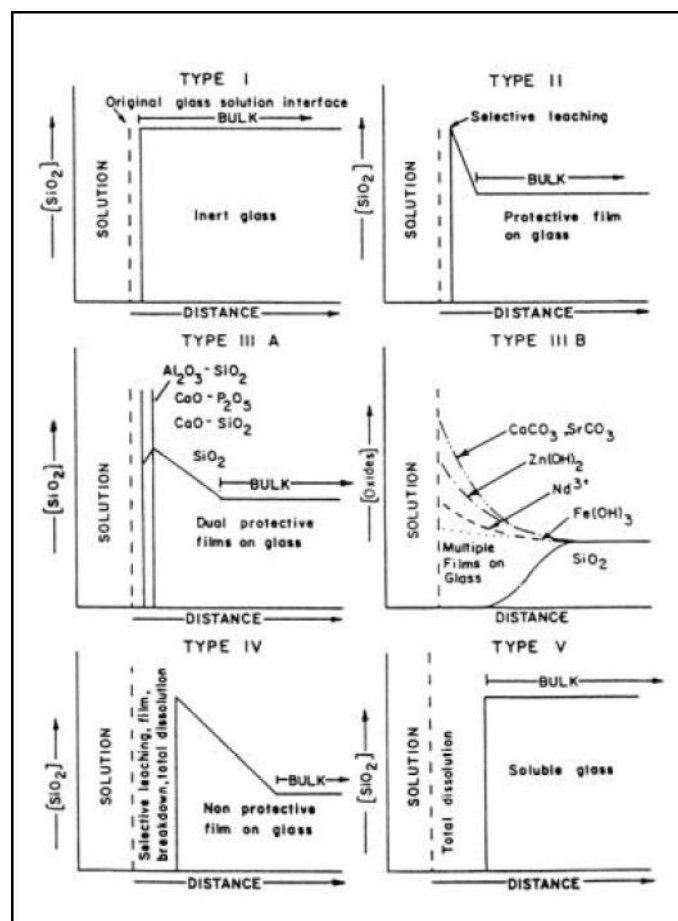 TYPE I
Original glass solution interface
BULK
[SiO2]
SOLUTION
Inert glass
DISTANCE
TYPE II
Selective leaching
BULK
[SiO2]
SOLUTION
Protective film
on glass
DISTANCE
TYPE III A
Al2O3-SiO2
CaO-P2O5
CaO-SiO2
SiO2
BULK
[SiO2]
SOLUTION
Dual protective
films on glass
DISTANCE
TYPE III B
CaCO3,SrCO3
Zn(OH)2
Nd3+
Fe(OH)3
[Oxides]
SOLUTION
Multiple
Films on
Glass
SiO2
DISTANCE
TYPE IV
[SiO2]
SOLUTION
Selective leaching, film,
breakdown, total dissolution
BULK
Non protective
film on glass
DISTANCE
TYPE V
BULK
[SiO2]
SOLUTION
Total dissolution
Soluble glass
DISTANCE